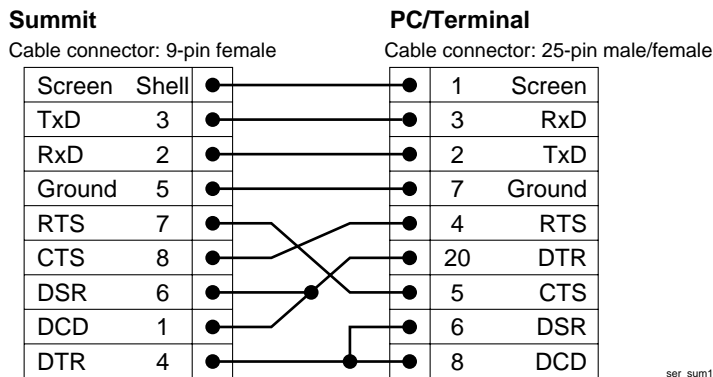 Summit PC/Terminal
Cable connector: 9-pin female Cable connector: 25-pin male/female
Screen Shell 1 Screen
TxD 3 3 RxD
RxD 2 2 TxD
Ground 5 7 Ground
RTS 7 4 RTS
CTS 8 20 DTR
DSR 6 5 CTS
DCD 1 6 DSR
DTR 4 8 DCD
ser_sum1